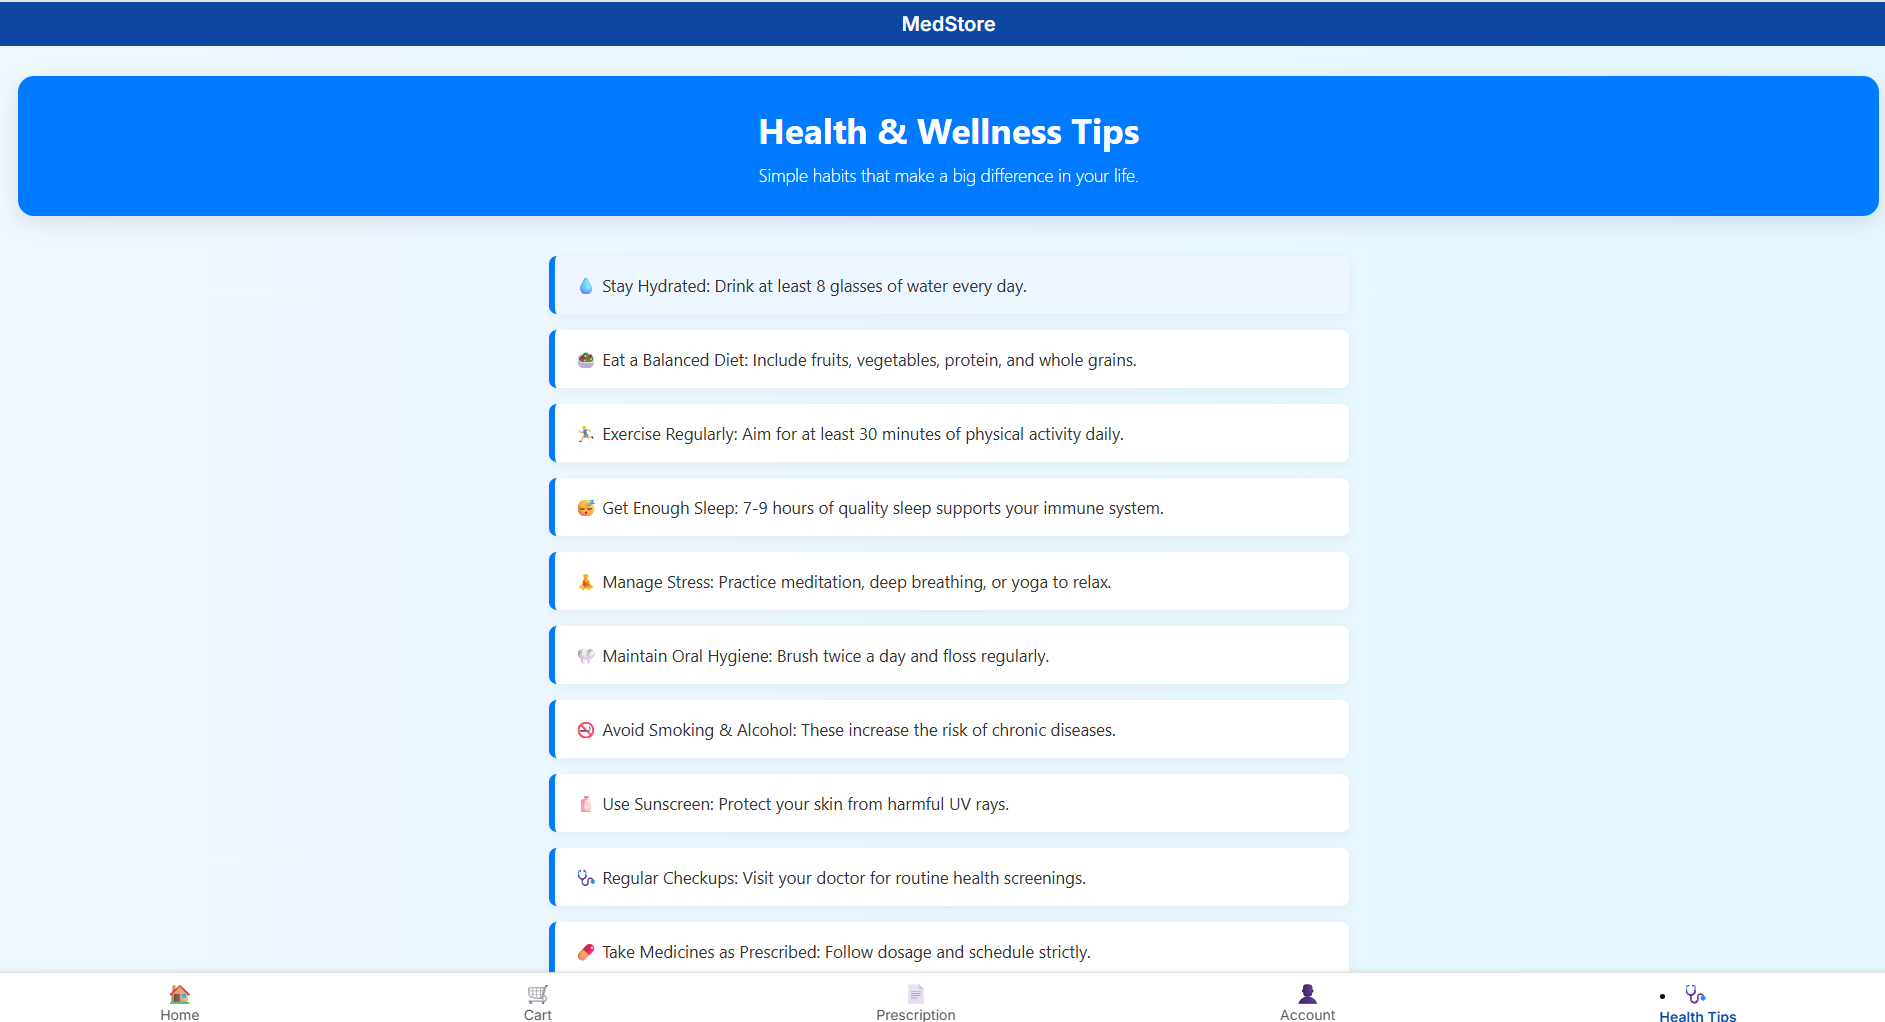 MedStore
Health & Wellness Tips
Simple habits that make a big difference in your life.
Stay Hydrated: Drink at least 8 glasses of water every day.
Eat a Balanced Diet: Include fruits, vegetables, protein, and whole grains.
Exercise Regularly: Aim for at least 30 minutes of physical activity daily.
Get Enough Sleep: 7-9 hours of quality sleep supports your immune system.
Manage Stress: Practice meditation, deep breathing, or yoga to relax.
Maintain Oral Hygiene: Brush twice a day and floss regularly.
Avoid Smoking & Alcohol: These increase the risk of chronic diseases.
Use Sunscreen: Protect your skin from harmful UV rays.
Regular Checkups: Visit your doctor for routine health screenings.
Take Medicines as Prescribed: Follow dosage and schedule strictly.
Home
Cart
Prescription
Account
Health Tips